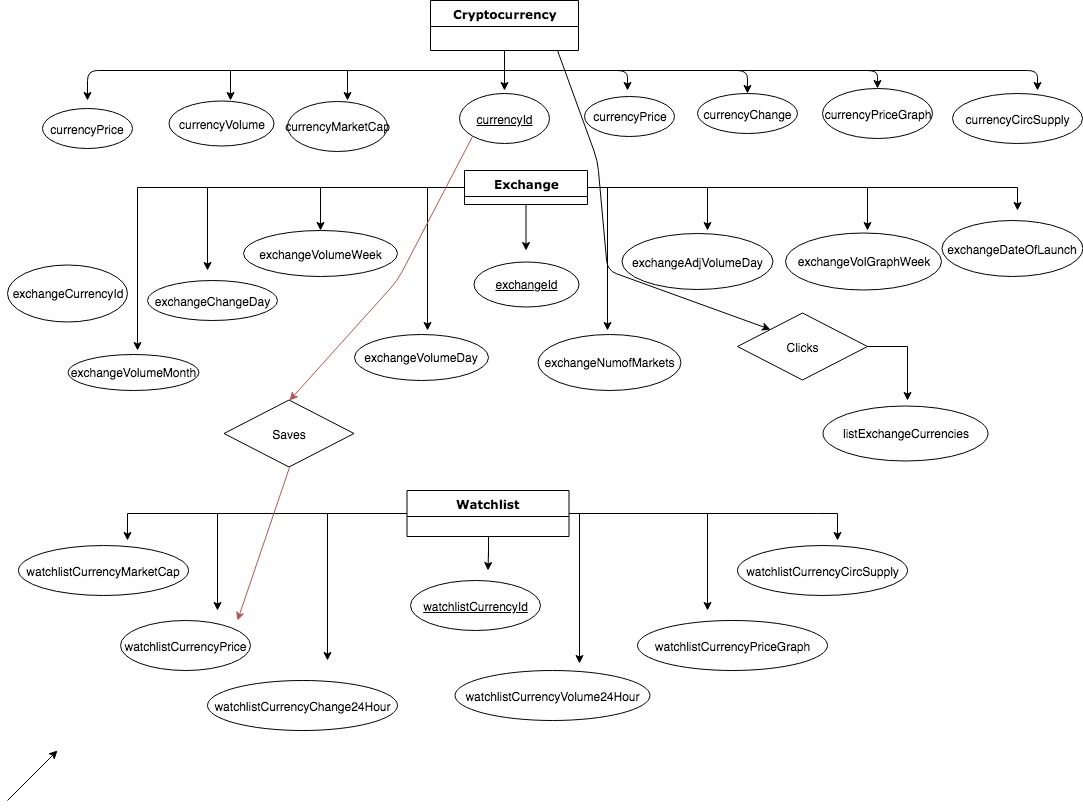 Cryptocurrency
currencyPrice
currencyVolume
currencyMarketCap
currencyId
currencyPrice
currencyChange
currencyPriceGraph
currencyCircSupply
Exchange
exchangeCurrencyId
exchangeChangeDay
exchangeVolumeWeek
exchangeId
exchangeAdjVolumeDay
exchangeVolGraphWeek
exchangeDateOfLaunch
exchangeVolumeMonth
exchangeVolumeDay
exchangeNumofMarkets
Clicks
Saves
listExchangeCurrencies
Watchlist
watchlistCurrencyMarketCap
watchlistCurrencyId
watchlistCurrencyCircSupply
watchlistCurrencyPrice
watchlistCurrencyPriceGraph
watchlistCurrencyChange24Hour
watchlistCurrencyVolume24Hour